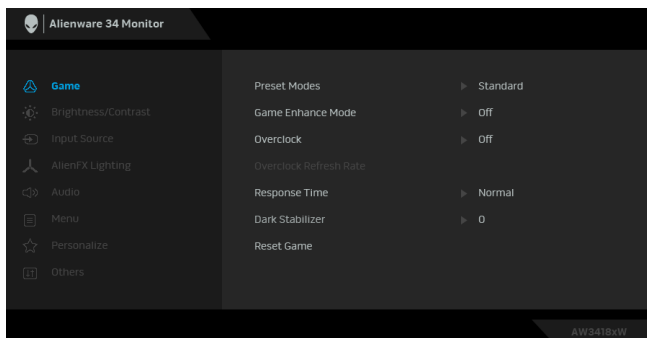 Alienware 34 Monitor
Game
Preset Modes Standard
Brightness/Contrast
Game Enhance Mode Off
Input Source
Overclock Off
AlienFX Lighting
Overclock Refresh Rate
Audio
Response Time Normal
Menu
Dark Stabilizer 0
Personalize
Reset Game
Others
AW3418xW